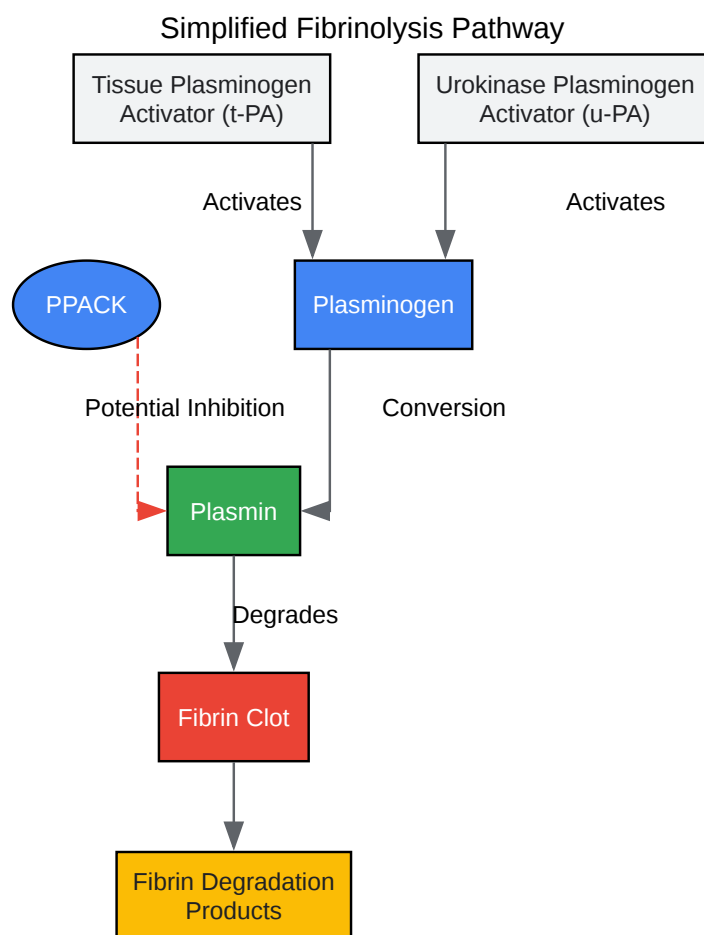 Simplified Fibrinolysis Pathway
Tissue Plasminogen
Activator (t-PA)
Urokinase Plasminogen
Activator (u-PA)
Activates
Activates
PPACK
Plasminogen
Potential Inhibition
Conversion
Plasmin
Degrades
Fibrin Clot
Fibrin Degradation
Products